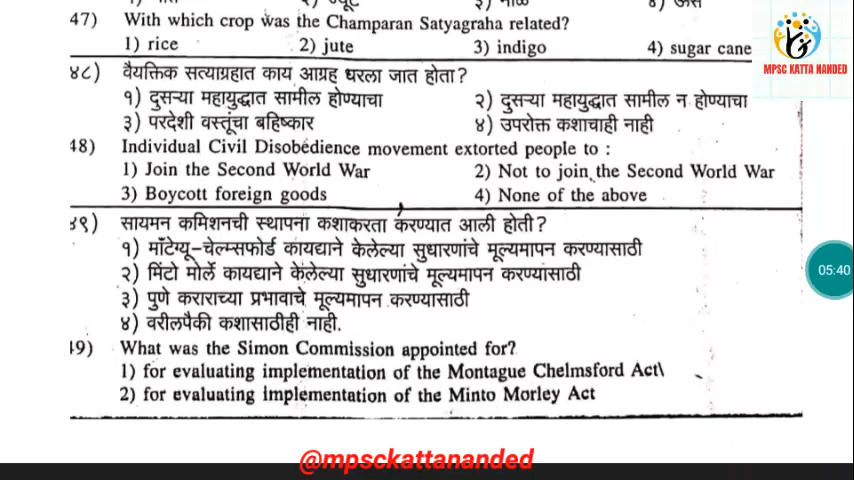 47) With which crop was the Champaran Satyagraha related?
1) rice 2) jute 3) indigo 4) sugar cane
MPSC KATTA NANDED
४८) वैयक्तिक सत्याग्रहात काय आग्रह धरला जात होता?
१) दुसऱ्या महायुद्धात सामील होण्याचा २) दुसऱ्या महायुद्धात सामील न होण्याचा
३) परदेशी वस्तूंचा बहिष्कार ४) उपरोक्त कशाचाही नाही
48) Individual Civil Disobedience movement extorted people to :
1) Join the Second World War 2) Not to join the Second World War
3) Boycott foreign goods 4) None of the above
४९) सायमन कमिशनची स्थापना कशाकरता करण्यात आली होती?
१) माँटेग्यू-चेल्म्सफोर्ड कायद्याने केलेल्या सुधारणांचे मूल्यमापन करण्यासाठी
२) मिंटो मोर्ले कायद्याने केलेल्या सुधारणांचे मूल्यमापन करण्यासाठी
३) पुणे कराराच्या प्रभावाचे मूल्यमापन करण्यासाठी
४) वरीलपैकी कशासाठीही नाही.
05:40
49) What was the Simon Commission appointed for?
1) for evaluating implementation of the Montague Chelmsford Act\
2) for evaluating implementation of the Minto Morley Act
@mpsckattananded